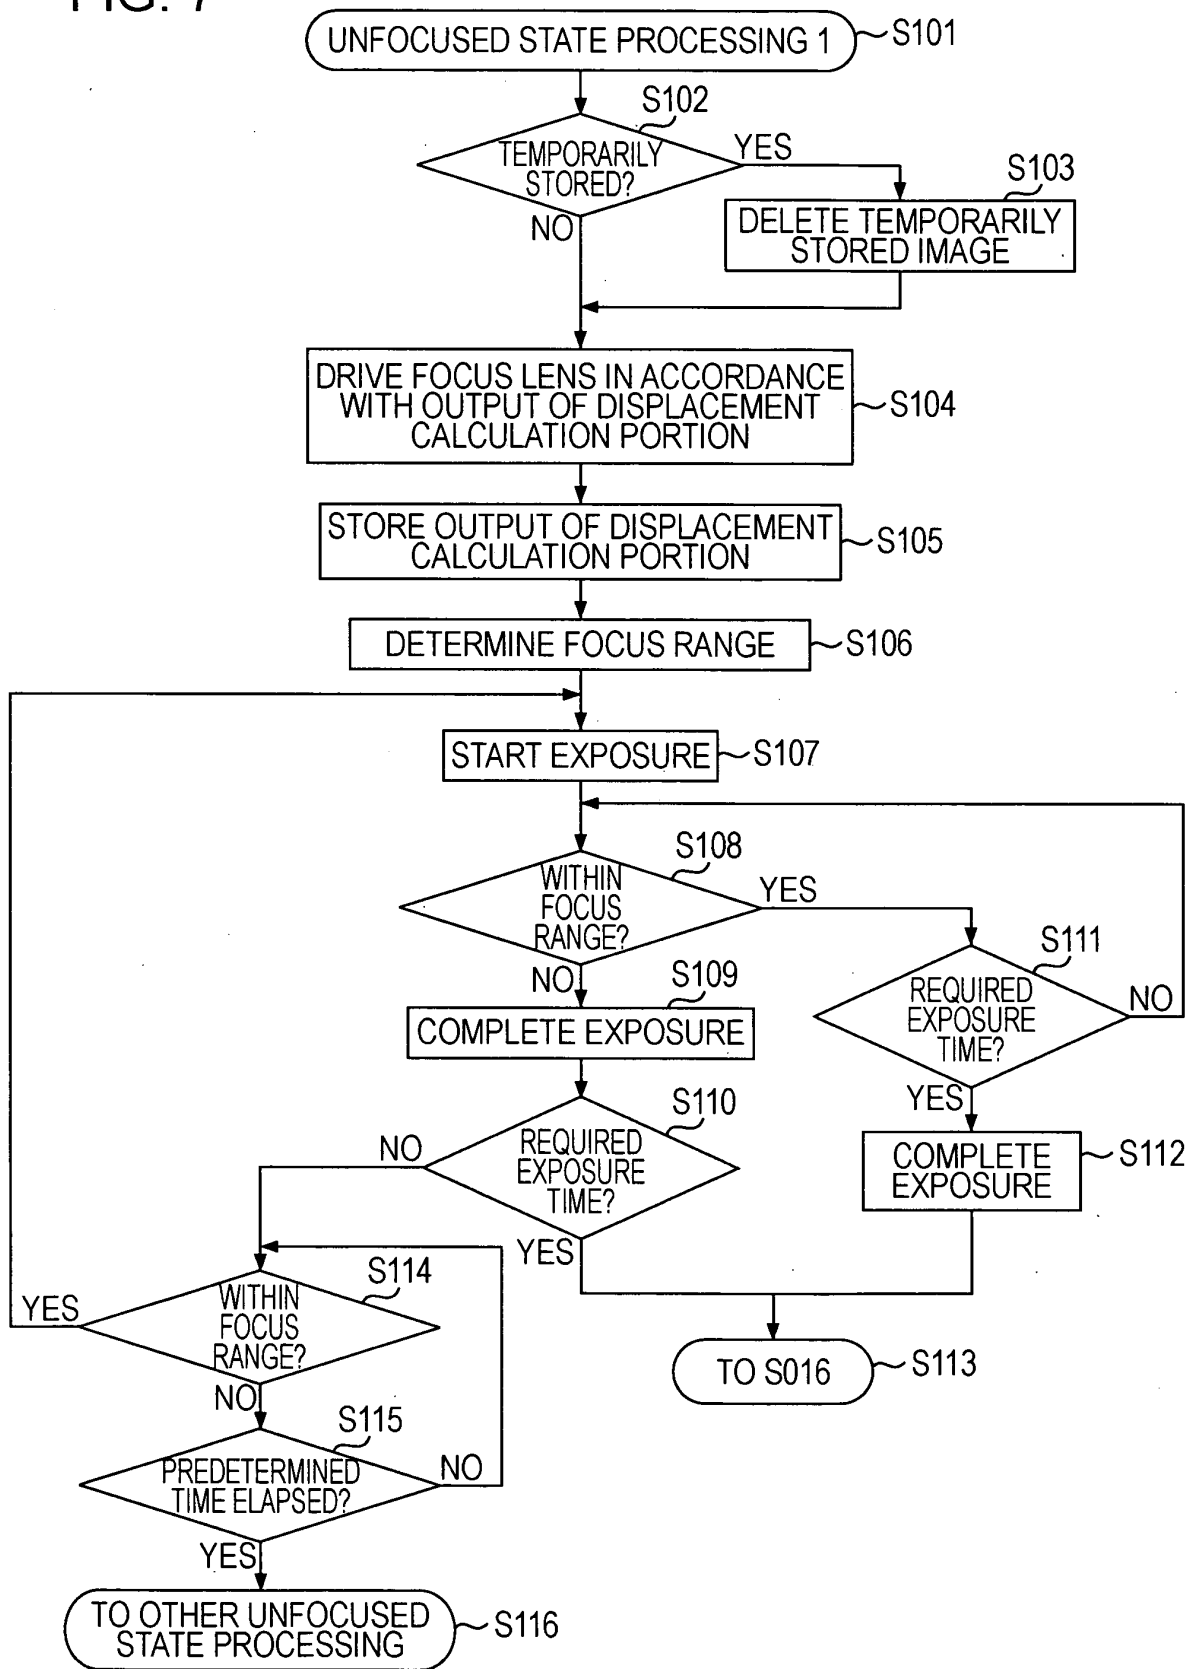 FIG. 7
UNFOCUSED STATE PROCESSING 1
S101
S102
TEMPORARILY
STORED?
YES
NO
S103
DELETE TEMPORARILY
STORED IMAGE
DRIVE FOCUS LENS IN ACCORDANCE
WITH OUTPUT OF DISPLACEMENT
CALCULATION PORTION
S104
STORE OUTPUT OF DISPLACEMENT
CALCULATION PORTION
S105
DETERMINE FOCUS RANGE
S106
START EXPOSURE
S107
S108
WITHIN
FOCUS
RANGE?
YES
NO
S111
REQUIRED
EXPOSURE
TIME?
NO
YES
S109
COMPLETE EXPOSURE
S110
REQUIRED
EXPOSURE
TIME?
NO
YES
COMPLETE
EXPOSURE
S112
S114
WITHIN
FOCUS
RANGE?
YES
NO
TO S016
S113
S115
PREDETERMINED
TIME ELAPSED?
NO
YES
TO OTHER UNFOCUSED
STATE PROCESSING
S116